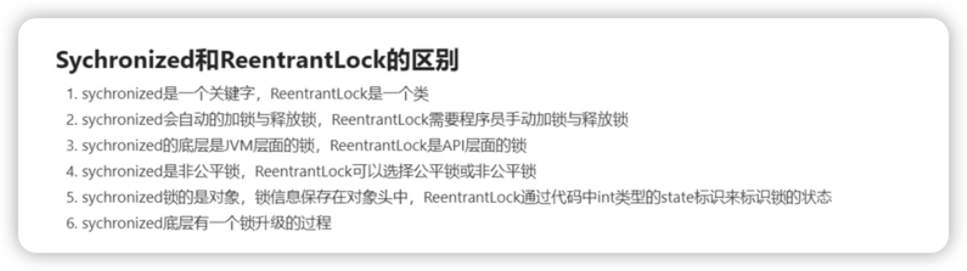 Sychronized和ReentrantLock的区别
1. sychronized是一个关键字，ReentrantLock是一个类
2. sychronized会自动的加锁与释放锁，ReentrantLock需要程序员手动加锁与释放锁
3. sychronized的底层是JVM层面的锁，ReentrantLock是API层面的锁
4. sychronized是非公平锁，ReentrantLock可以选择公平锁或非公平锁
5. sychronized锁的是对象，锁信息保存在对象头中，ReentrantLock通过代码中int类型的state标识来标识锁的状态
6. sychronized底层有一个锁升级的过程